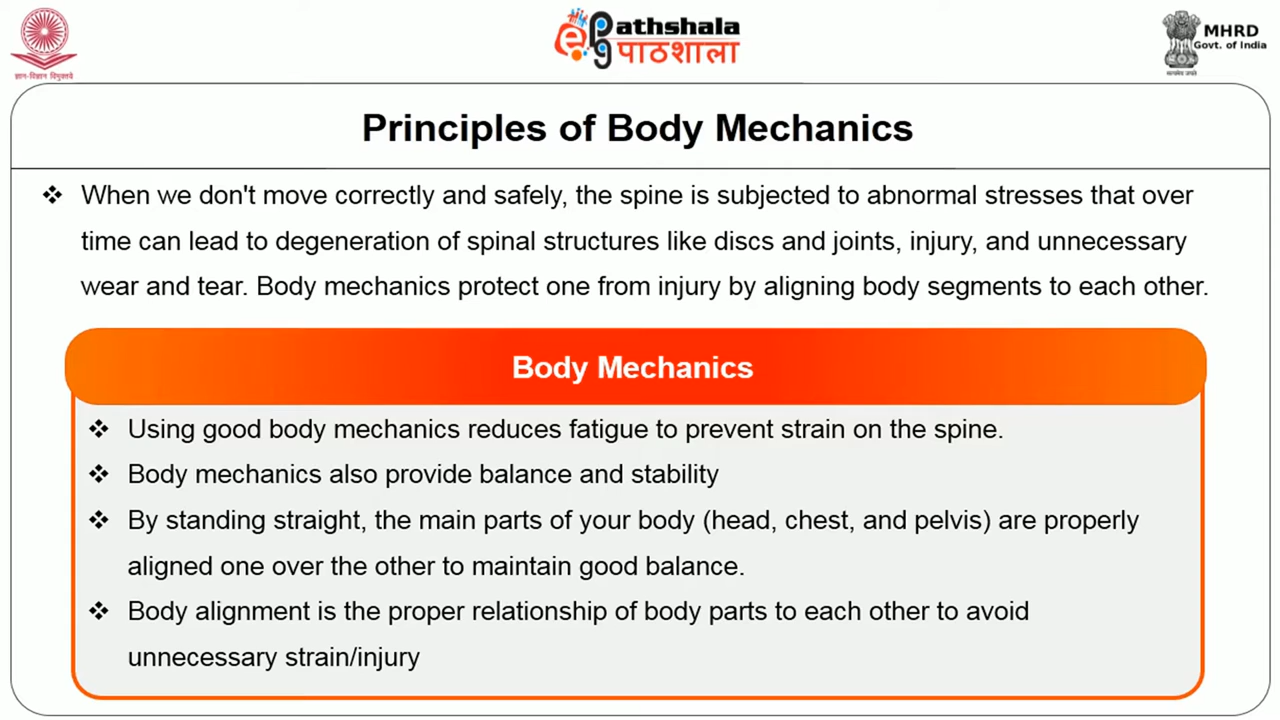 ज्ञान-विज्ञान विमुक्तये
ePathshala
पाठशाला
MHRD
Govt. of India
सत्यमेव जयते
Principles of Body Mechanics
❖ When we don't move correctly and safely, the spine is subjected to abnormal stresses that over
time can lead to degeneration of spinal structures like discs and joints, injury, and unnecessary
wear and tear. Body mechanics protect one from injury by aligning body segments to each other.
Body Mechanics
❖ Using good body mechanics reduces fatigue to prevent strain on the spine.
❖ Body mechanics also provide balance and stability
❖ By standing straight, the main parts of your body (head, chest, and pelvis) are properly
aligned one over the other to maintain good balance.
❖ Body alignment is the proper relationship of body parts to each other to avoid
unnecessary strain/injury